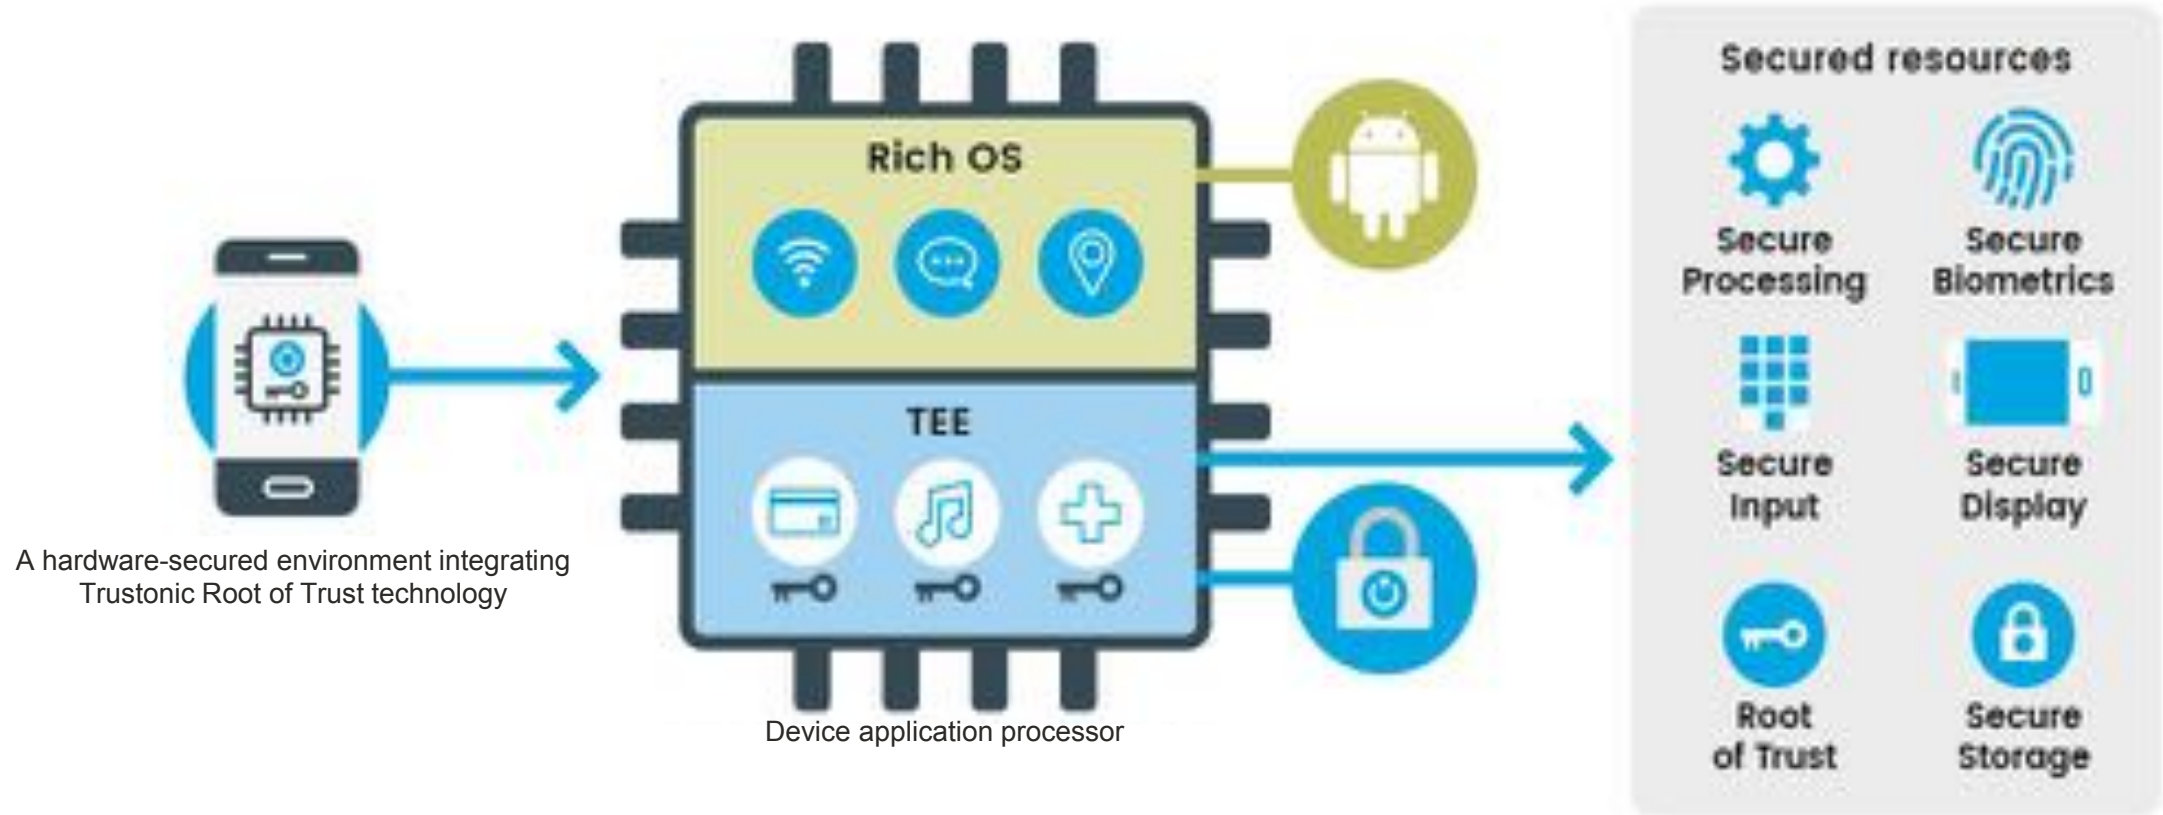 A hardware-secured environment integrating
Trustonic Root of Trust technology
Rich OS
TEE
Device application processor
Secured resources
Secure
Processing
Secure
Biometrics
Secure
Input
Secure
Display
Root
of Trust
Secure
Storage